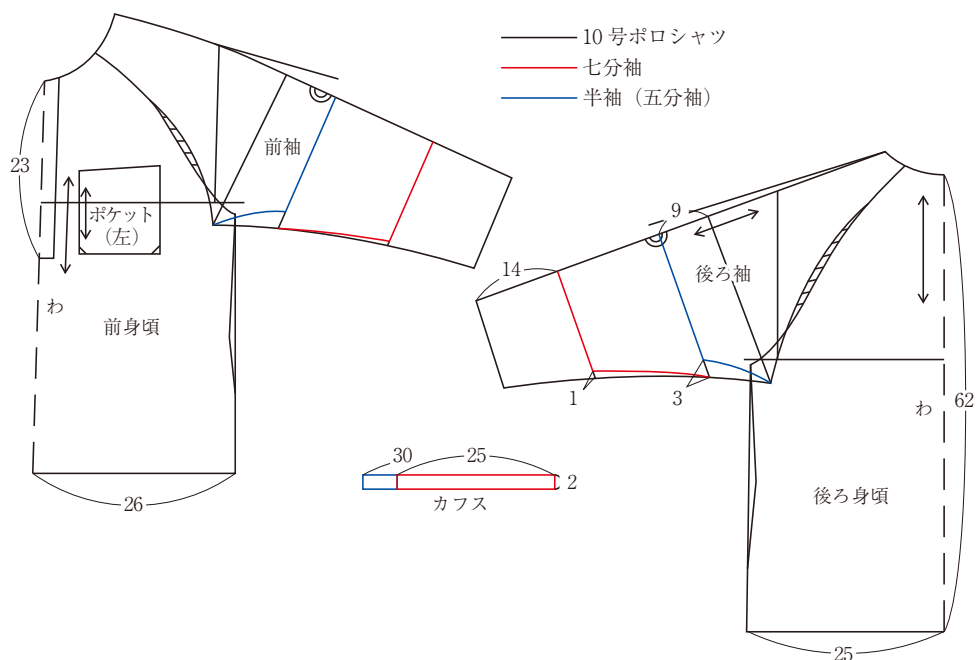 10号ポロシャツ
七分袖
半袖（五分袖）
前袖
23
ポケット
（左）
わ
前身頃
26
9
14
後ろ袖
1
3
わ
62
後ろ身頃
25
30
25
2
カフス